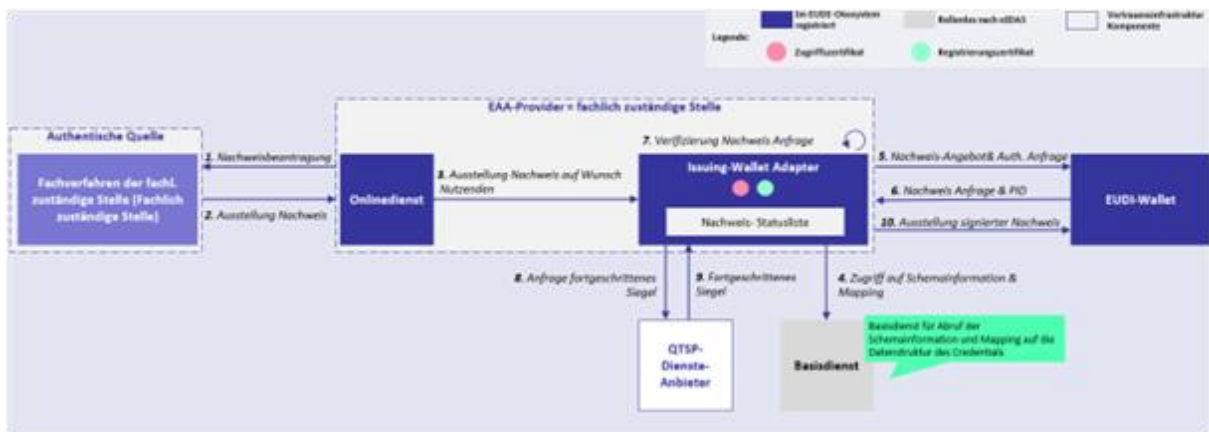 Legende:
Im EUDI-Ökosystem
registriert
Rollenlos nach eIDAS
Vertrauensinfrastruktur
Komponente
Zugriffszertifikat
Registrierungszertifikat
EAA-Provider = fachlich zuständige Stelle
Authentische Quelle
Fachverfahren der fachl.
zuständige Stelle (Fachlich
zuständige Stelle)
1. Nachweisbeantragung
2. Ausstellung Nachweis
Onlinedienst
3. Ausstellung Nachweis auf Wunsch
Nutzenden
7. Verifizierung Nachweis Anfrage
Issuing-Wallet Adapter
Nachweis- Statusliste
5. Nachweis-Angebot& Auth. Anfrage
6. Nachweis Anfrage & PID
10. Ausstellung signierter Nachweis
EUDI-Wallet
8. Anfrage fortgeschrittenes
Siegel
9. Fortgeschrittenes
Siegel
4. Zugriff auf Schemainformation &
Mapping
QTSP-
Dienste-
Anbieter
Basisdienst
Basisdienst für Abruf der
Schemainformation und Mapping auf die
Datenstruktur des Credentials